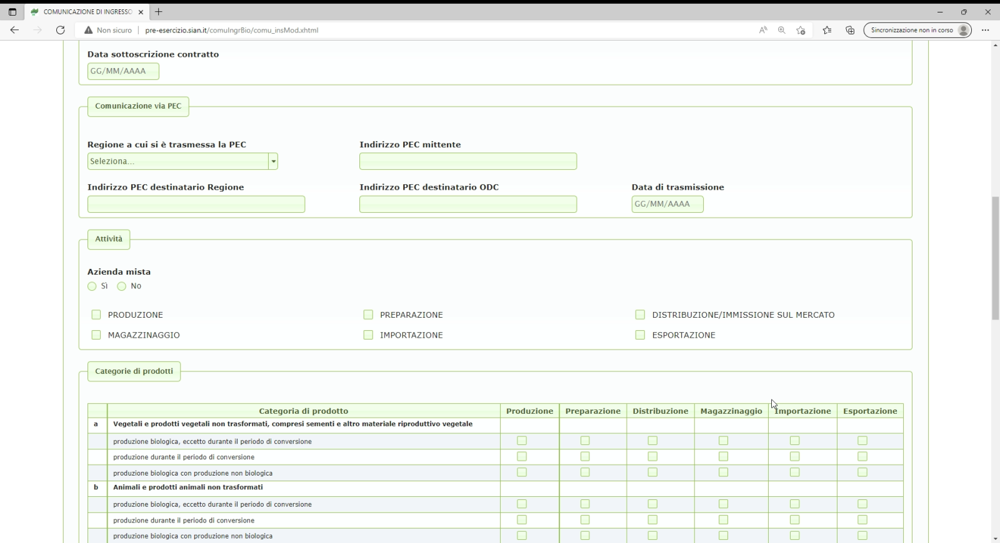 COMUNICAZIONE DI INGRESSO
Non sicuro | pre-esercizio.sian.it/comuIngrBio/comu_insMod.xhtml
Sincronizzazione non in corso
Data sottoscrizione contratto
GG/MM/AAAA
Comunicazione via PEC
Regione a cui si è trasmessa la PEC Indirizzo PEC mittente
Seleziona...
Indirizzo PEC destinatario Regione Indirizzo PEC destinatario ODC Data di trasmissione
GG/MM/AAAA
Attività
Azienda mista
Sì No
PRODUZIONE PREPARAZIONE DISTRIBUZIONE/IMMISSIONE SUL MERCATO
MAGAZZINAGGIO IMPORTAZIONE ESPORTAZIONE
Categorie di prodotti
Categoria di prodotto Produzione Preparazione Distribuzione Magazzinaggio Importazione Esportazione
a Vegetali e prodotti vegetali non trasformati, compresi sementi e altro materiale riproduttivo vegetale
produzione biologica, eccetto durante il periodo di conversione
produzione durante il periodo di conversione
produzione biologica con produzione non biologica
b Animali e prodotti animali non trasformati
produzione biologica, eccetto durante il periodo di conversione
produzione durante il periodo di conversione
produzione biologica con produzione non biologica